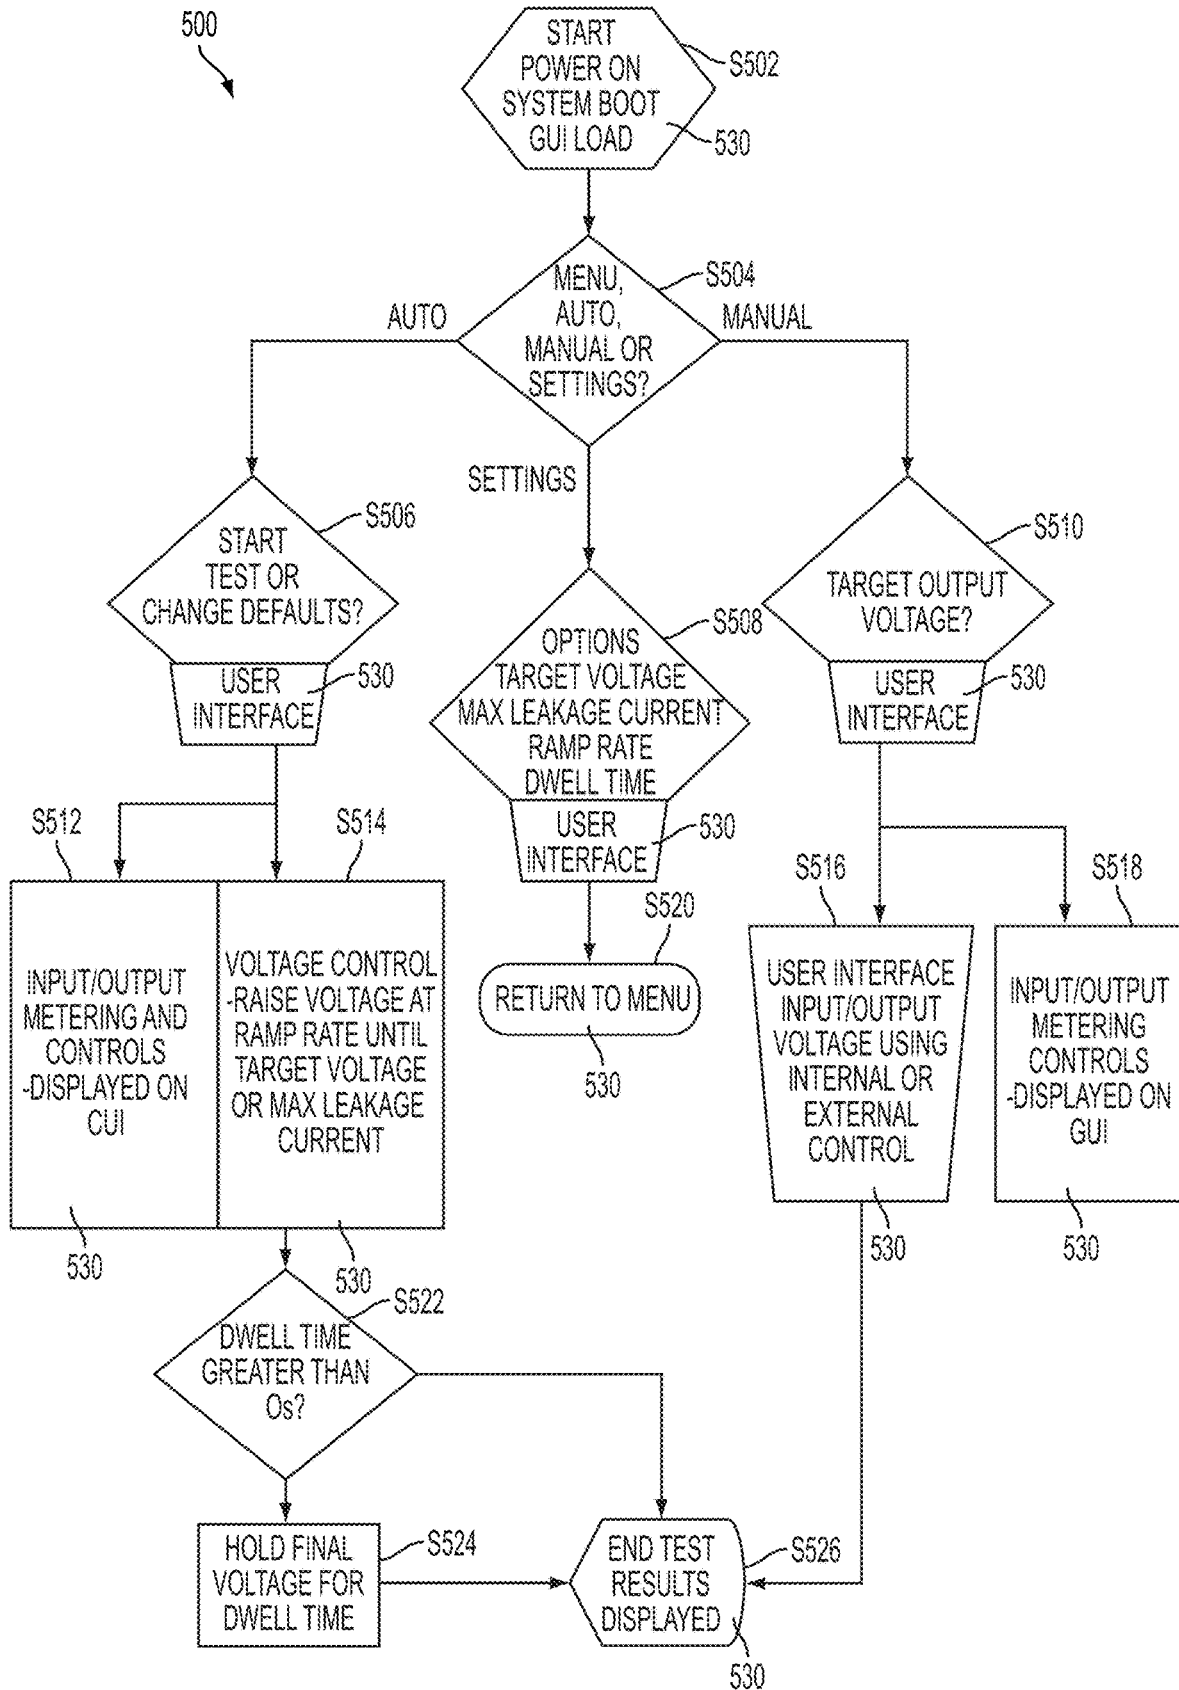 500
START
POWER ON
SYSTEM BOOT
GUI LOAD
S502
530
MENU,
AUTO,
MANUAL OR
SETTINGS?
S504
AUTO
MANUAL
SETTINGS
START
TEST OR
CHANGE DEFAULTS?
S506
USER
INTERFACE
530
OPTIONS
TARGET VOLTAGE
MAX LEAKAGE CURRENT
RAMP RATE
DWELL TIME
S508
USER
INTERFACE
530
TARGET OUTPUT
VOLTAGE?
S510
USER
INTERFACE
530
S512
INPUT/OUTPUT
METERING AND
CONTROLS
-DISPLAYED ON
CUI
530
S514
VOLTAGE CONTROL
-RAISE VOLTAGE AT
RAMP RATE UNTIL
TARGET VOLTAGE
OR MAX LEAKAGE
CURRENT
530
S520
RETURN TO MENU
530
S516
USER INTERFACE
INPUT/OUTPUT
VOLTAGE USING
INTERNAL OR
EXTERNAL
CONTROL
530
S518
INPUT/OUTPUT
METERING
CONTROLS
-DISPLAYED ON
GUI
530
S522
DWELL TIME
GREATER THAN
Os?
HOLD FINAL
VOLTAGE FOR
DWELL TIME
S524
END TEST
RESULTS
DISPLAYED
S526
530